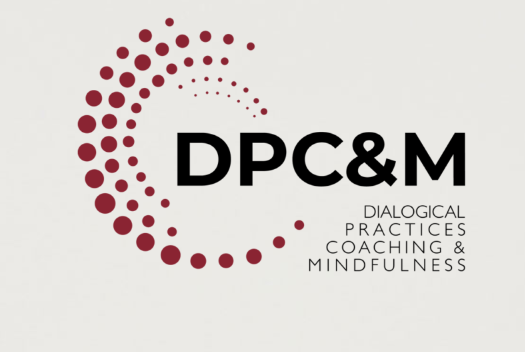 DPC&M
DIALOGICAL
PRACTICES
COACHING &
MINDFULNESS